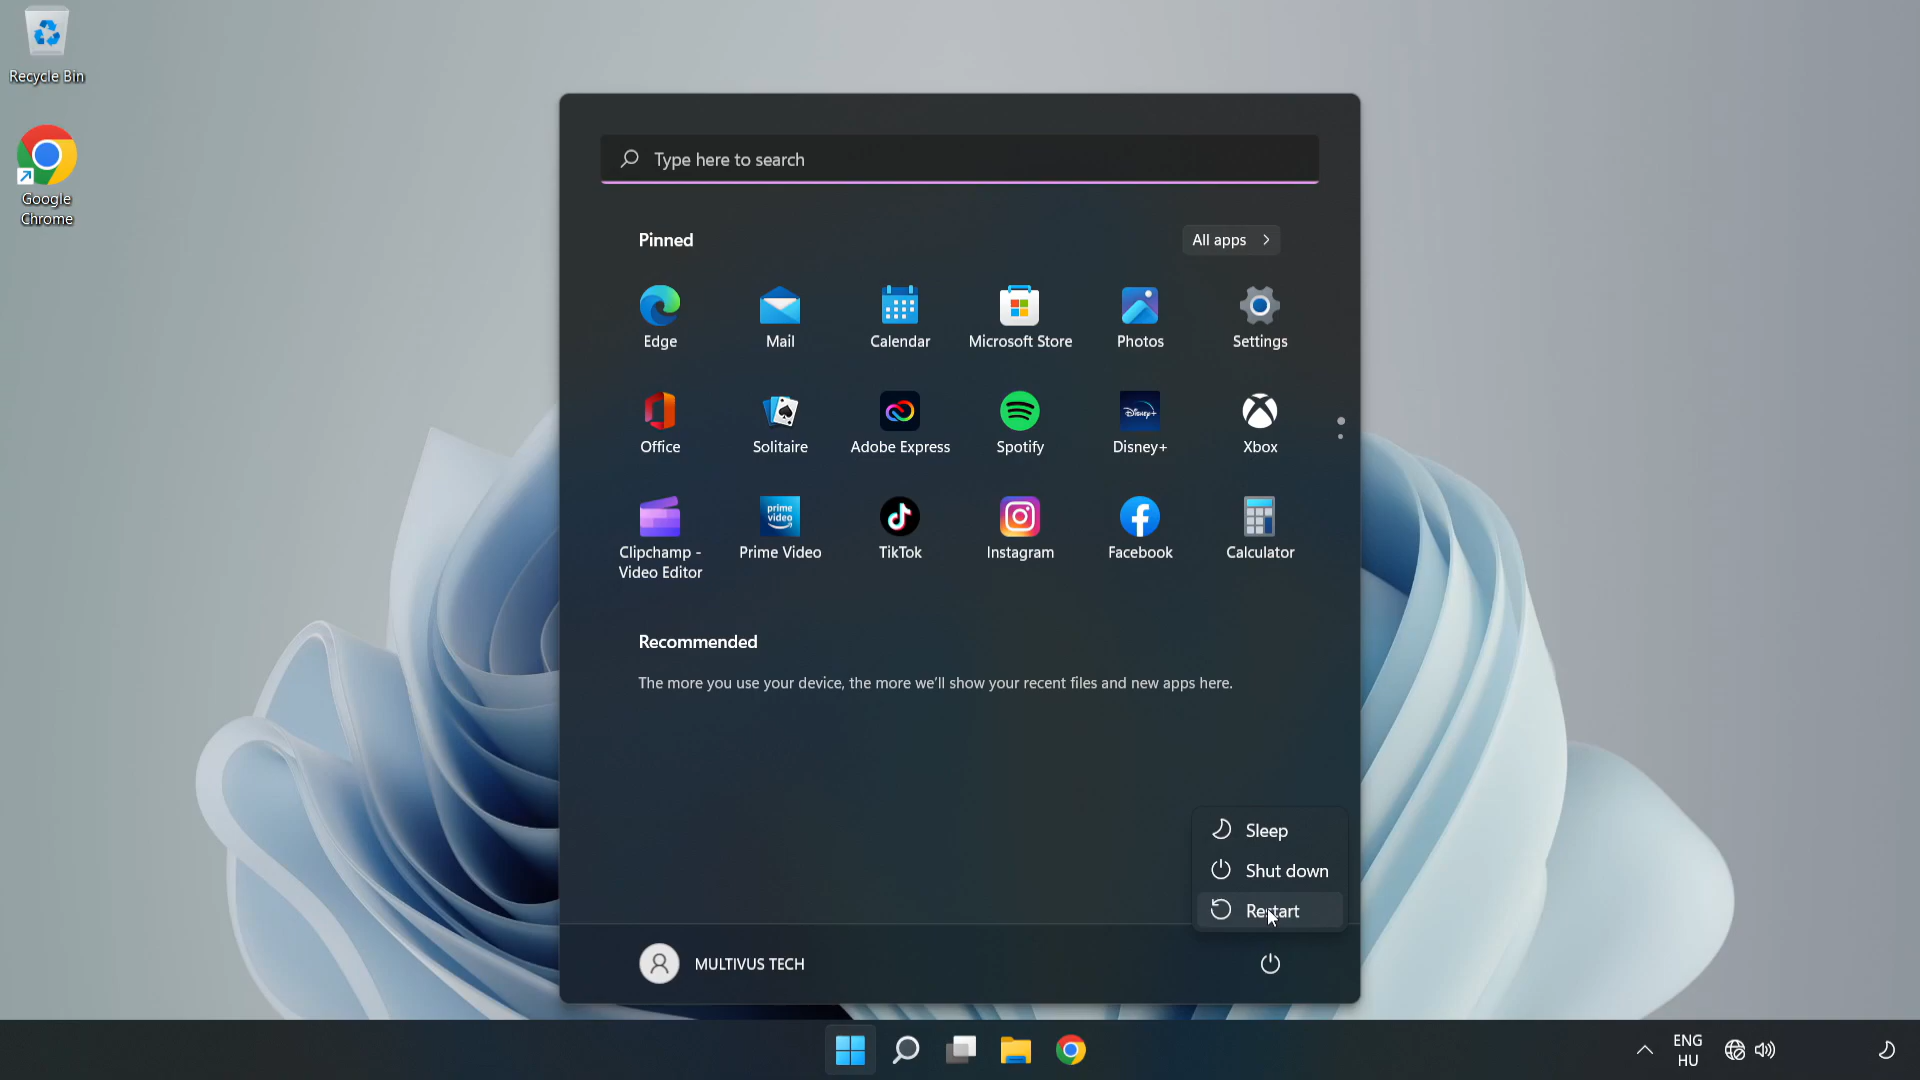 Recycle Bin
Google
Chrome
Type here to search
Pinned
All apps
Edge
Mail
Calendar
Microsoft Store
Photos
Settings
Office
Solitaire
Adobe Express
Disney+
Spotify
Disney+
Xbox
prime
video
Clipchamp -
Video Editor
Prime Video
TikTok
Instagram
Facebook
Calculator
Recommended
The more you use your device, the more we'll show your recent files and new apps here.
Sleep
Shut down
Restart
MULTIVUS TECH
ENG
HU